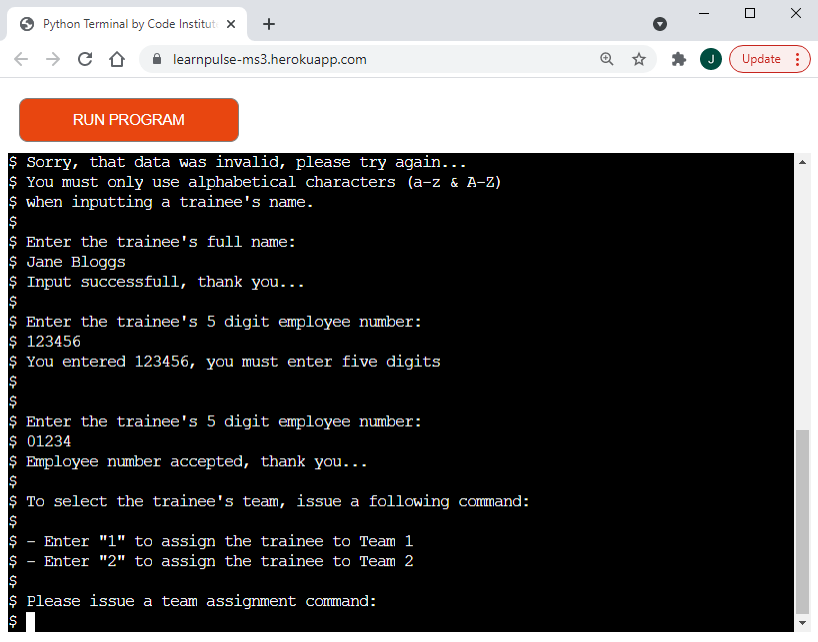 Python Terminal by Code Institut
learnpulse-ms3.herokuapp.com
J
Update
RUN PROGRAM
$ Sorry, that data was invalid, please try again...
$ You must only use alphabetical characters (a-z & A-Z)
$ when inputting a trainee's name.
$
$ Enter the trainee's full name:
$ Jane Bloggs
$ Input successfull, thank you...
$
$ Enter the trainee's 5 digit employee number:
$ 123456
$ You entered 123456, you must enter five digits
$
$
$ Enter the trainee's 5 digit employee number:
$ 01234
$ Employee number accepted, thank you...
$
$ To select the trainee's team, issue a following command:
$
$ - Enter "1" to assign the trainee to Team 1
$ - Enter "2" to assign the trainee to Team 2
$
$ Please issue a team assignment command:
$